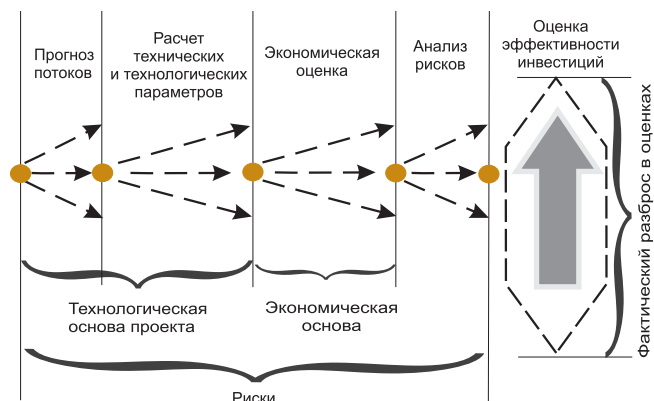 Прогноз
потоков
Расчет
технических
и технологических
параметров
Экономическая
оценка
Анализ
рисков
Оценка
эффективности
инвестиций
Фактический разброс в оценках
Технологическая
основа проекта
Экономическая
основа
Риски